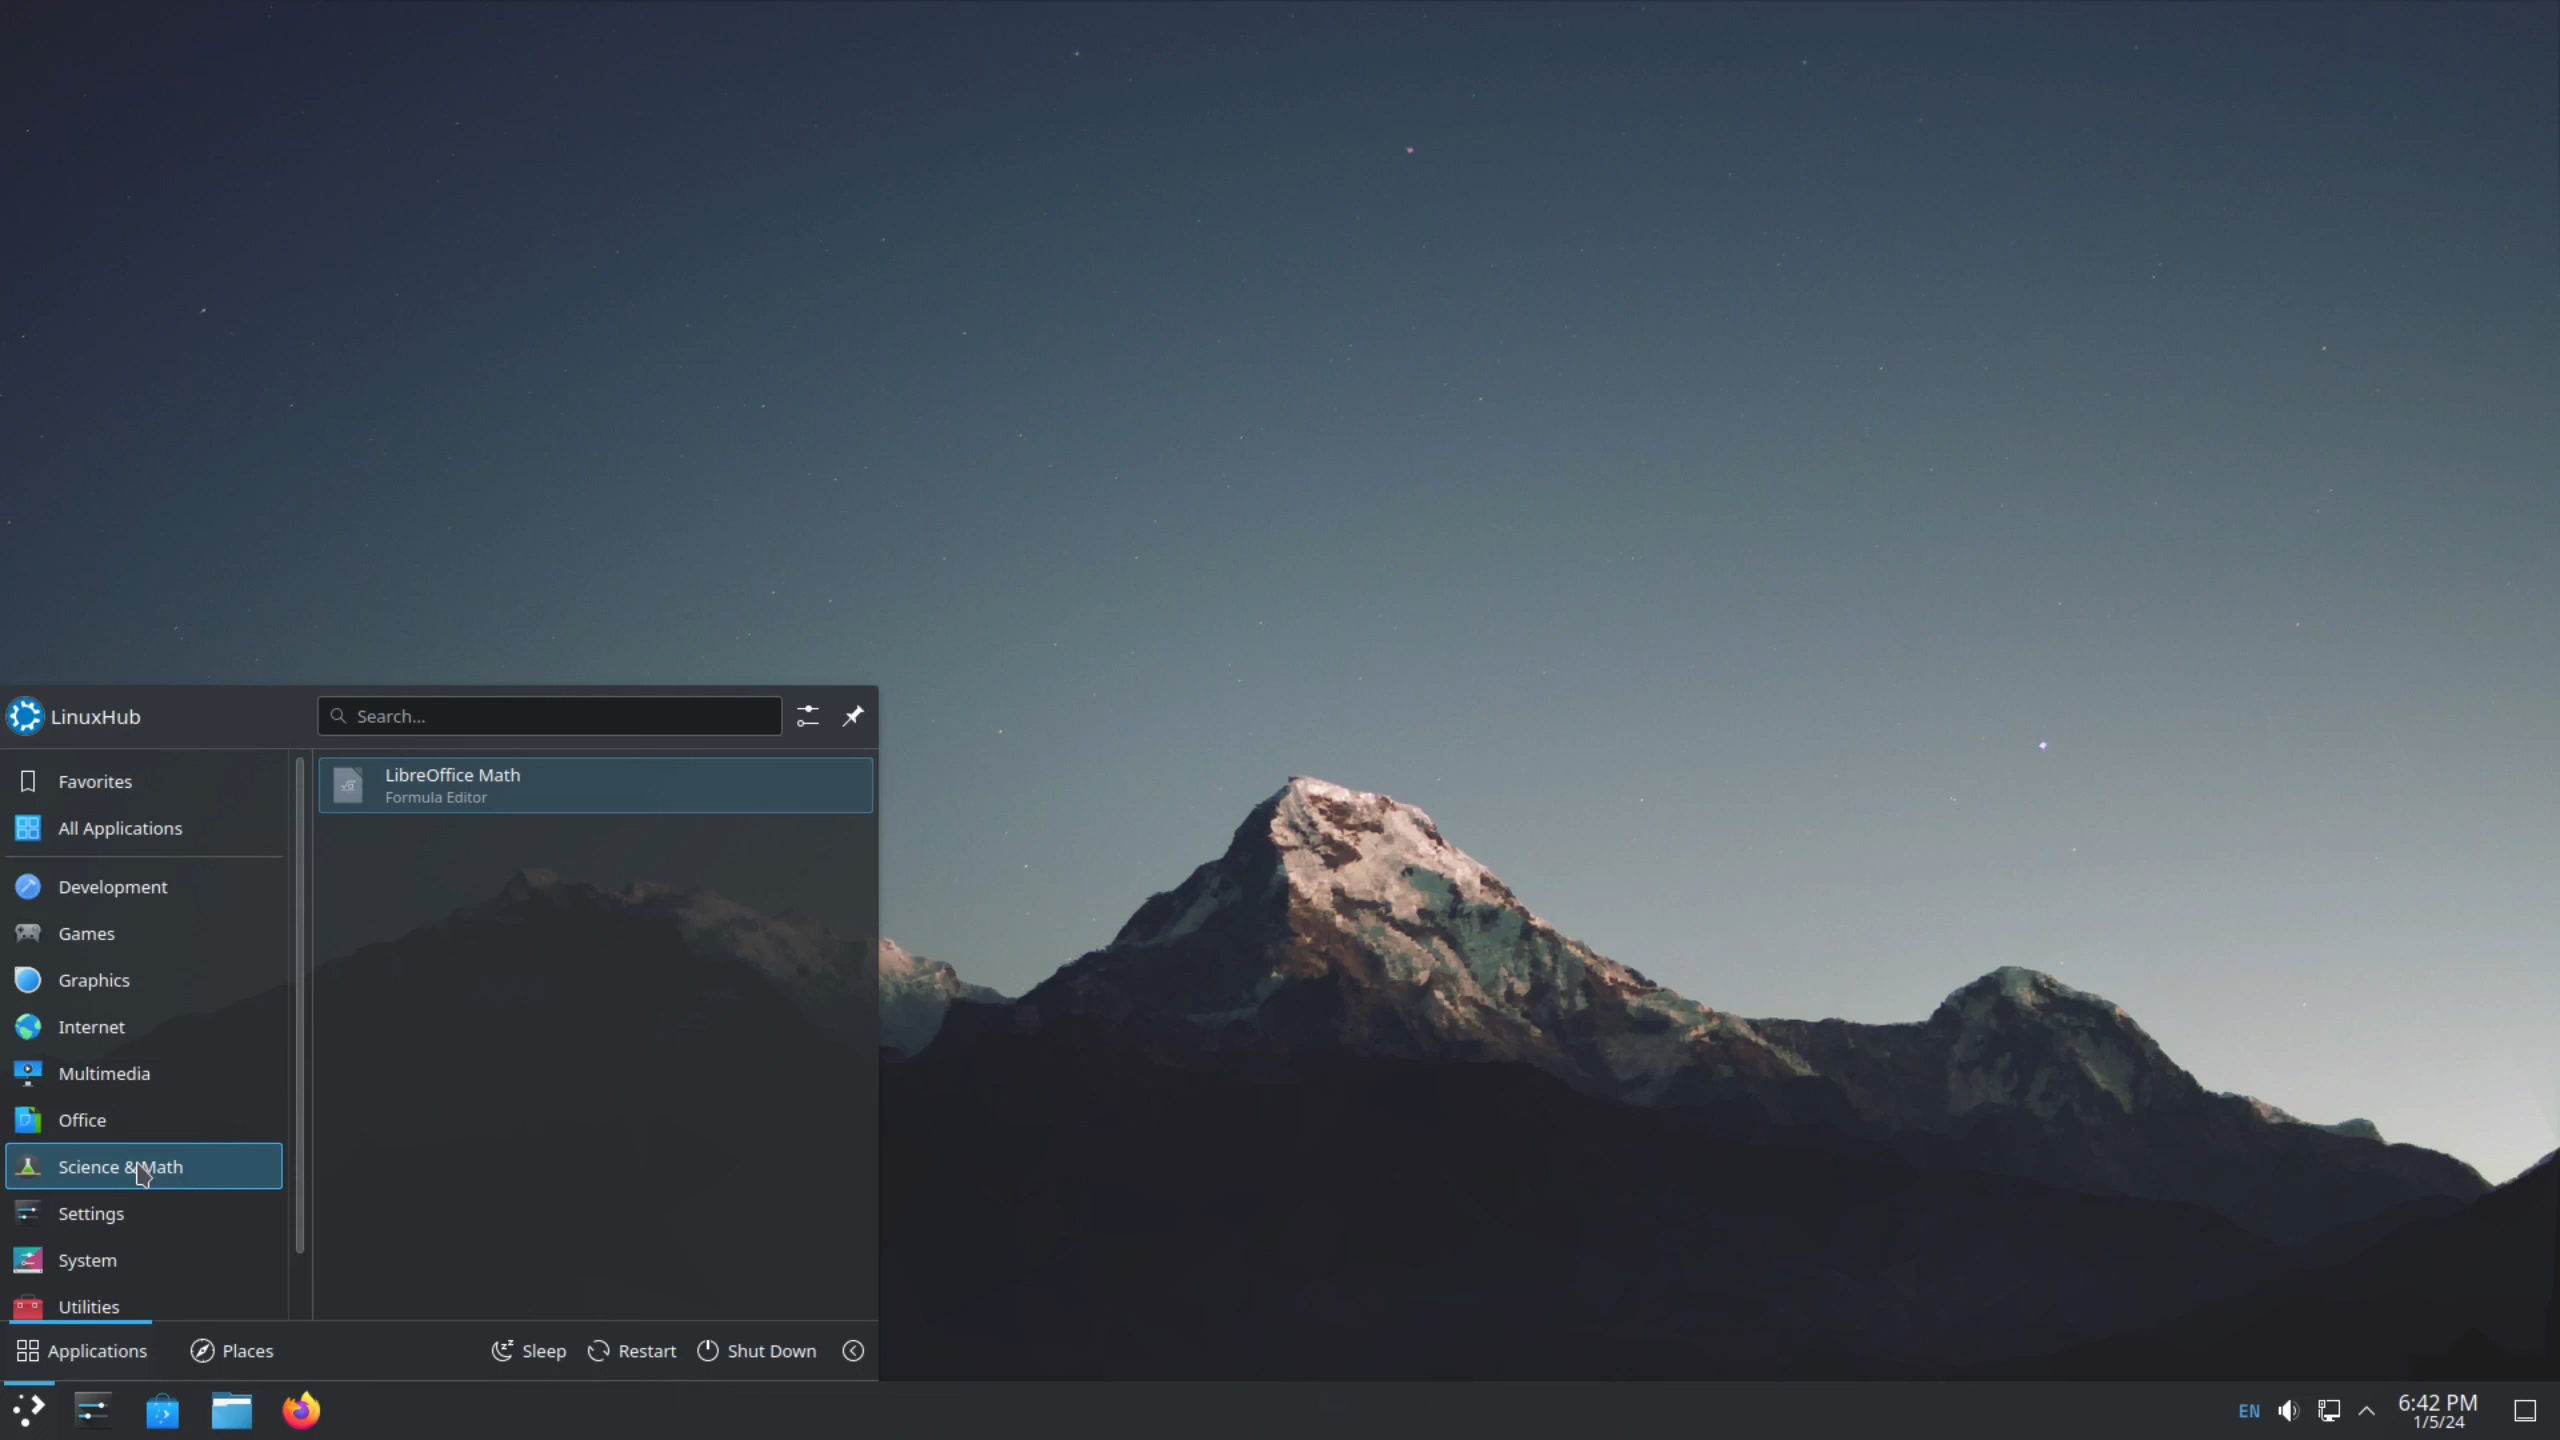 LinuxHub
Search...
Favorites
All Applications
Development
Games
Graphics
Internet
Multimedia
Office
Science & Math
Settings
System
Utilities
LibreOffice Math
Formula Editor
Applications
Places
Sleep
Restart
Shut Down
EN
6:42 PM
1/5/24